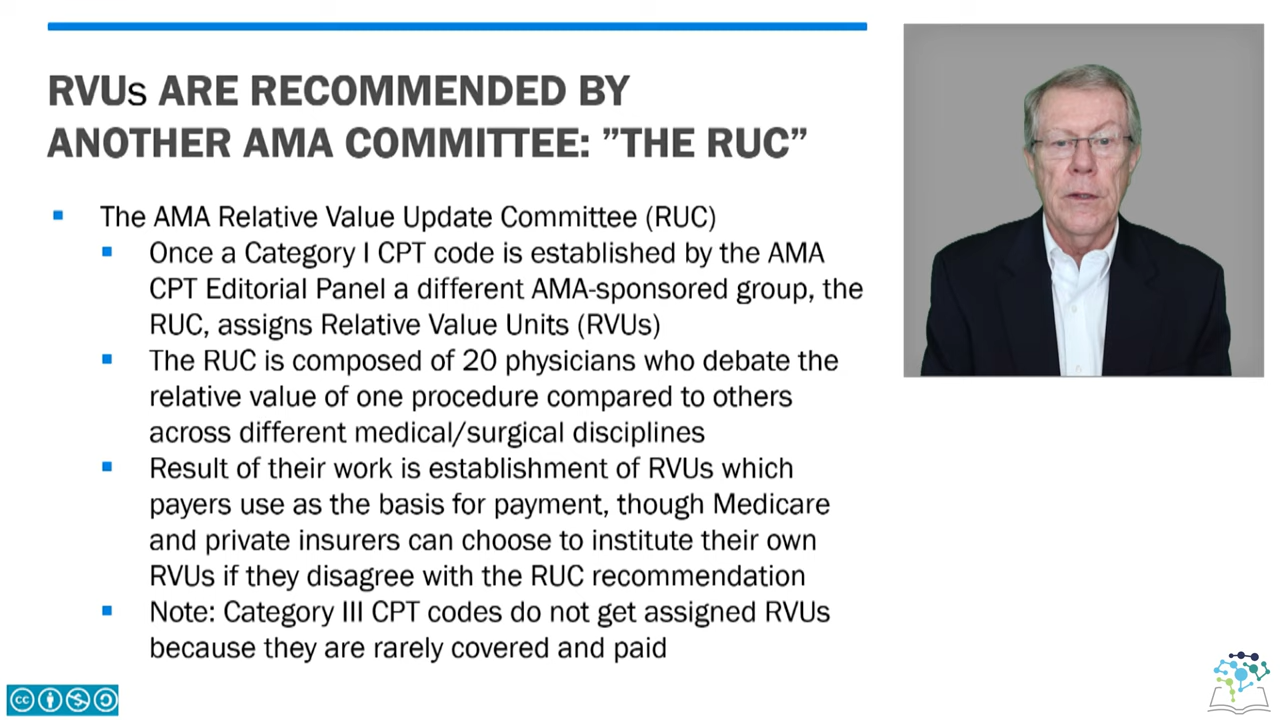 RVUs ARE RECOMMENDED BY
ANOTHER AMA COMMITTEE: ”THE RUC”
The AMA Relative Value Update Committee (RUC)
Once a Category I CPT code is established by the AMA
CPT Editorial Panel a different AMA-sponsored group, the
RUC, assigns Relative Value Units (RVUs)
The RUC is composed of 20 physicians who debate the
relative value of one procedure compared to others
across different medical/surgical disciplines
Result of their work is establishment of RVUs which
payers use as the basis for payment, though Medicare
and private insurers can choose to institute their own
RVUs if they disagree with the RUC recommendation
Note: Category III CPT codes do not get assigned RVUs
because they are rarely covered and paid
cc